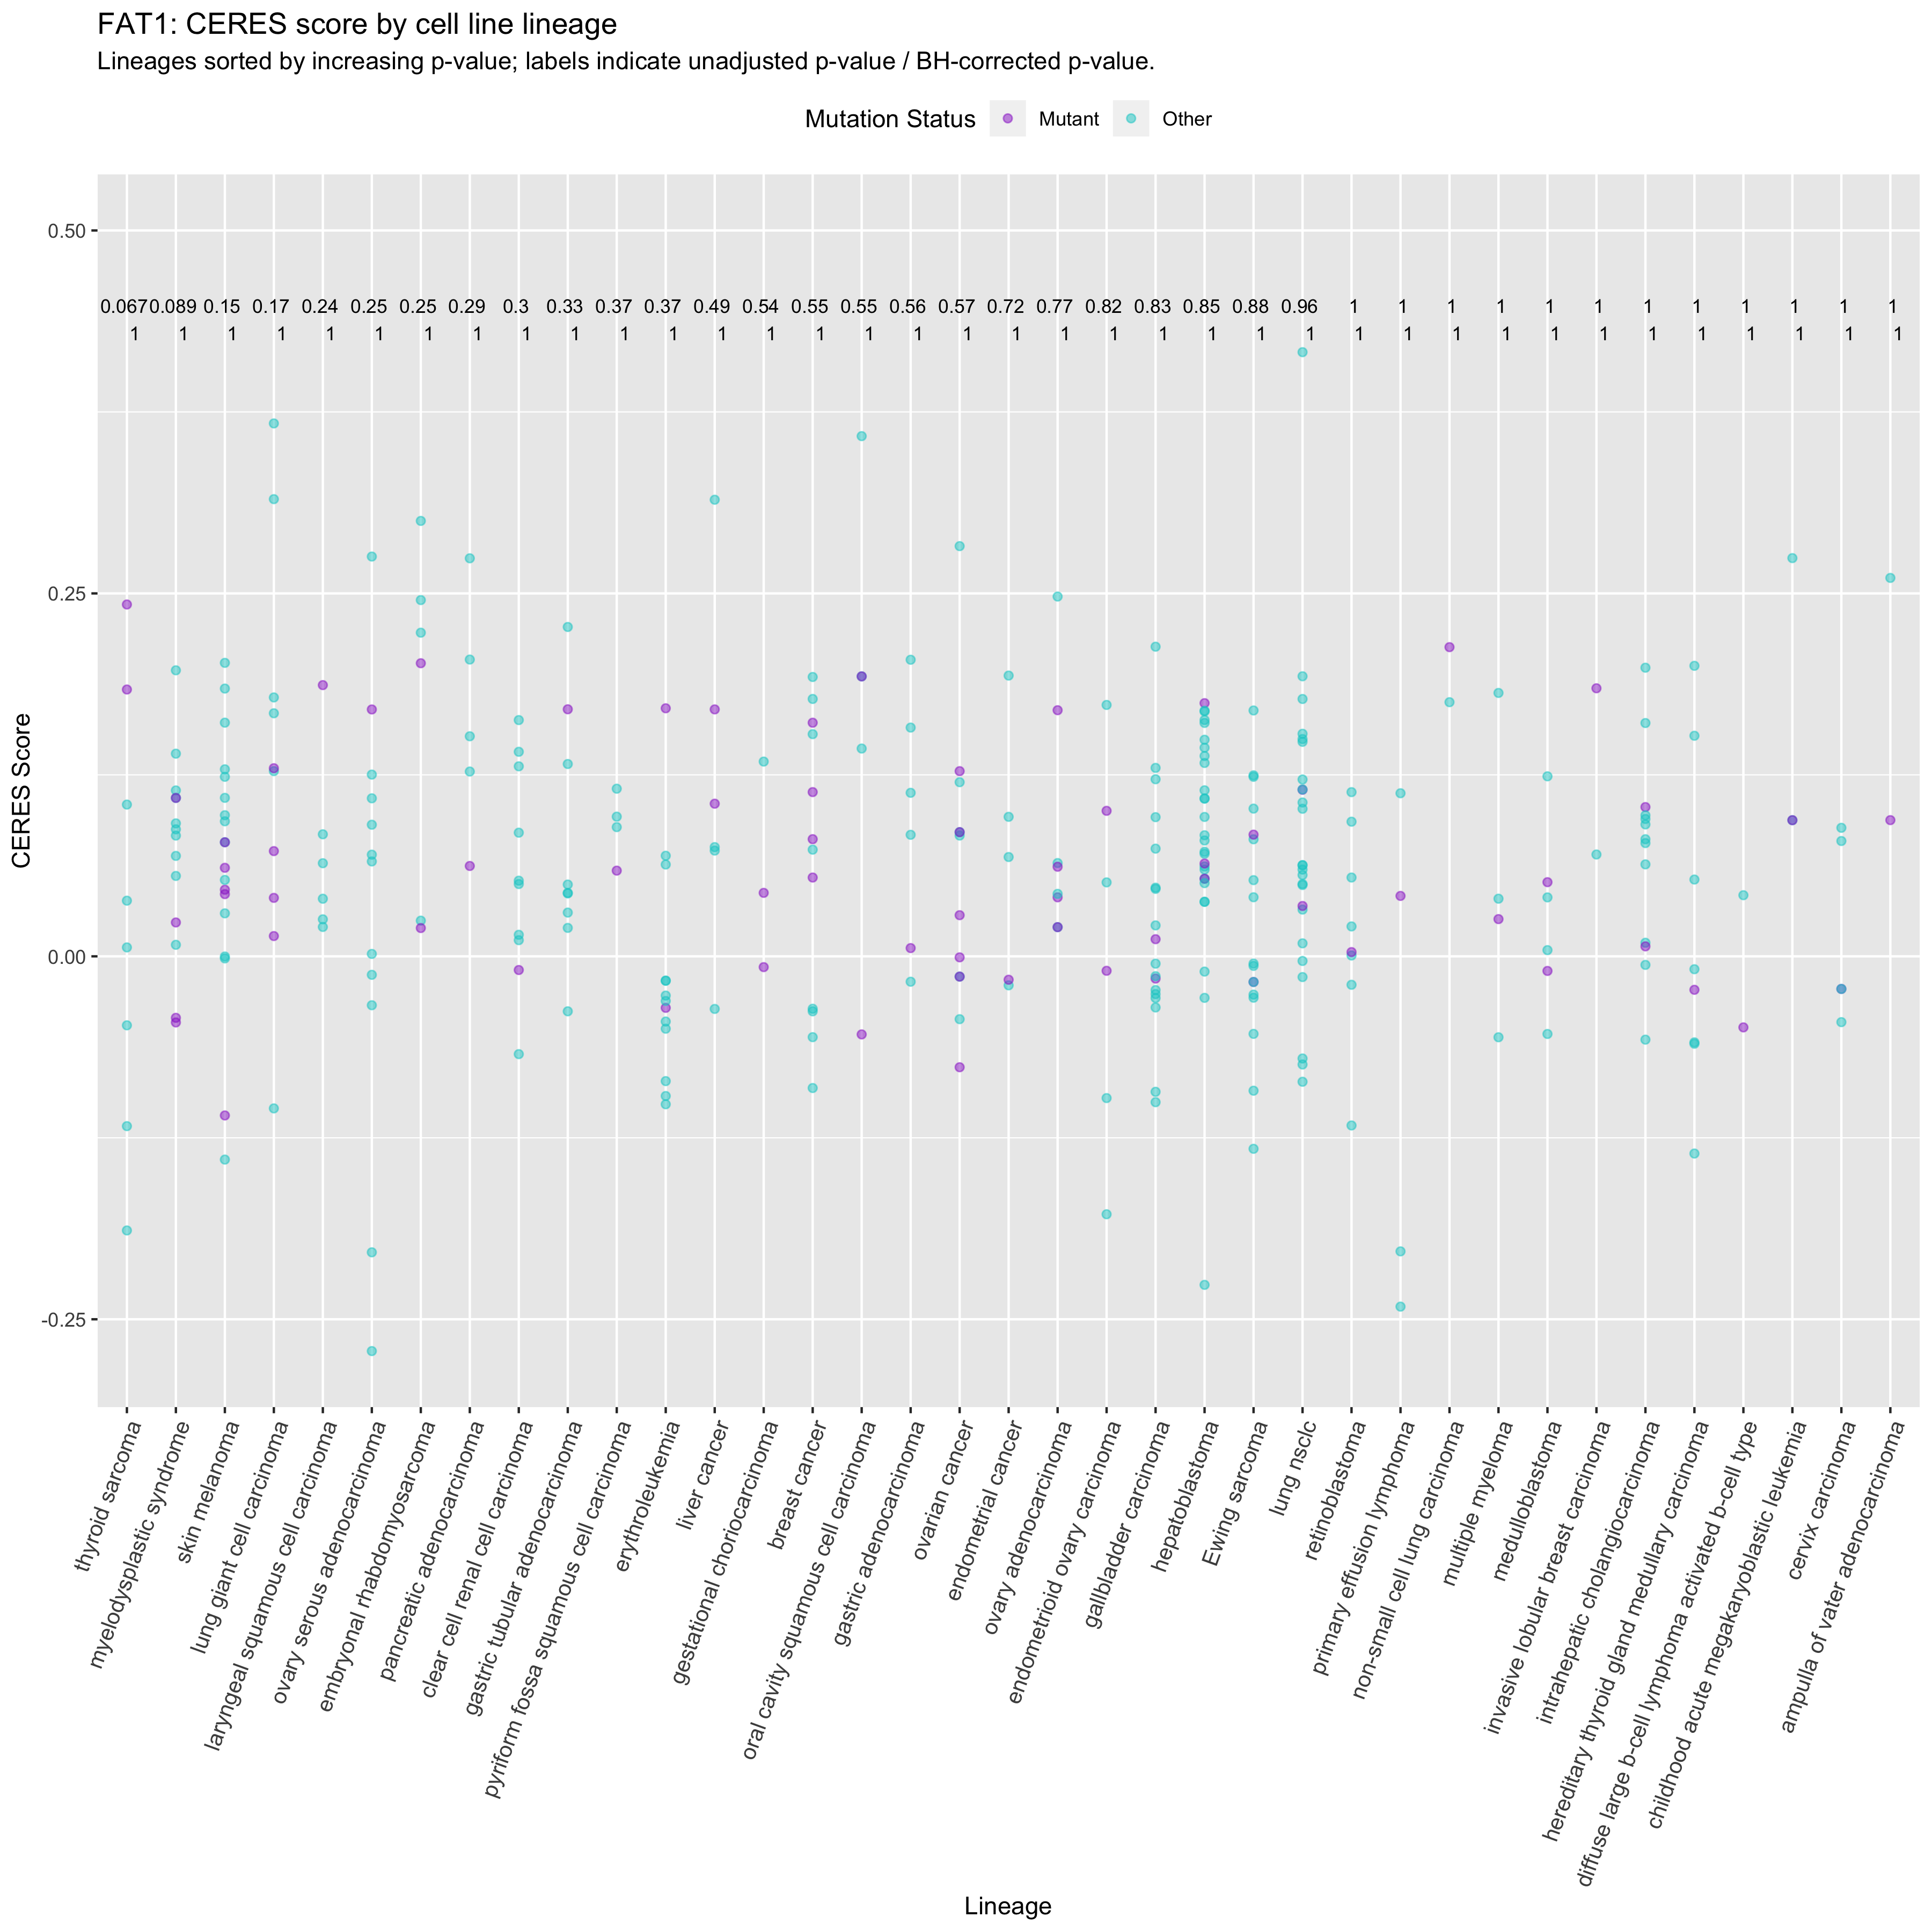 FAT1: CERES score by cell line lineage
Lineages sorted by increasing p-value; labels indicate unadjusted p-value / BH-corrected p-value.
Mutation Status Mutant Other
CERES Score
0.50
0.25
0.00
-0.25
0.067 0.089 0.15 0.17 0.24 0.25 0.25 0.29 0.3 0.33 0.37 0.37 0.49 0.54 0.55 0.55 0.56 0.57 0.72 0.77 0.82 0.83 0.85 0.88 0.96 1 1 1 1 1 1 1 1 1 1 1 1
1 1 1 1 1 1 1 1 1 1 1 1 1 1 1 1 1 1 1 1 1 1 1 1 1 1 1 1 1 1 1 1 1 1 1 1 1
thyroid sarcoma
myelodysplastic syndrome
skin melanoma
lung giant cell carcinoma
laryngeal squamous cell carcinoma
ovary serous adenocarcinoma
embryonal rhabdomyosarcoma
pancreatic adenocarcinoma
clear cell renal cell carcinoma
gastric tubular adenocarcinoma
pyriform fossa squamous cell carcinoma
erythroleukemia
liver cancer
gestational choriocarcinoma
breast cancer
oral cavity squamous cell carcinoma
gastric adenocarcinoma
ovarian cancer
endometrial cancer
ovary adenocarcinoma
endometrioid ovary carcinoma
gallbladder carcinoma
hepatoblastoma
Ewing sarcoma
lung nsclc
retinoblastoma
primary effusion lymphoma
non-small cell lung carcinoma
multiple myeloma
medulloblastoma
invasive lobular breast carcinoma
intrahepatic cholangiocarcinoma
hereditary thyroid gland medullary carcinoma
diffuse large b-cell lymphoma activated b-cell type
childhood acute megakaryoblastic leukemia
cervix carcinoma
ampulla of vater adenocarcinoma
Lineage